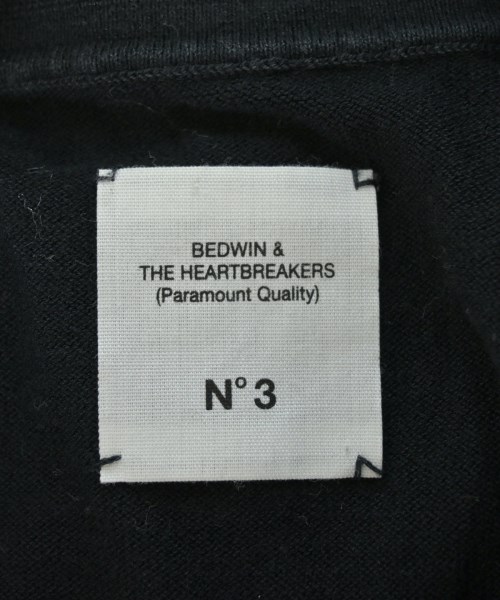 BEDWIN &
THE HEARTBREAKERS
(Paramount Quality)
N° 3